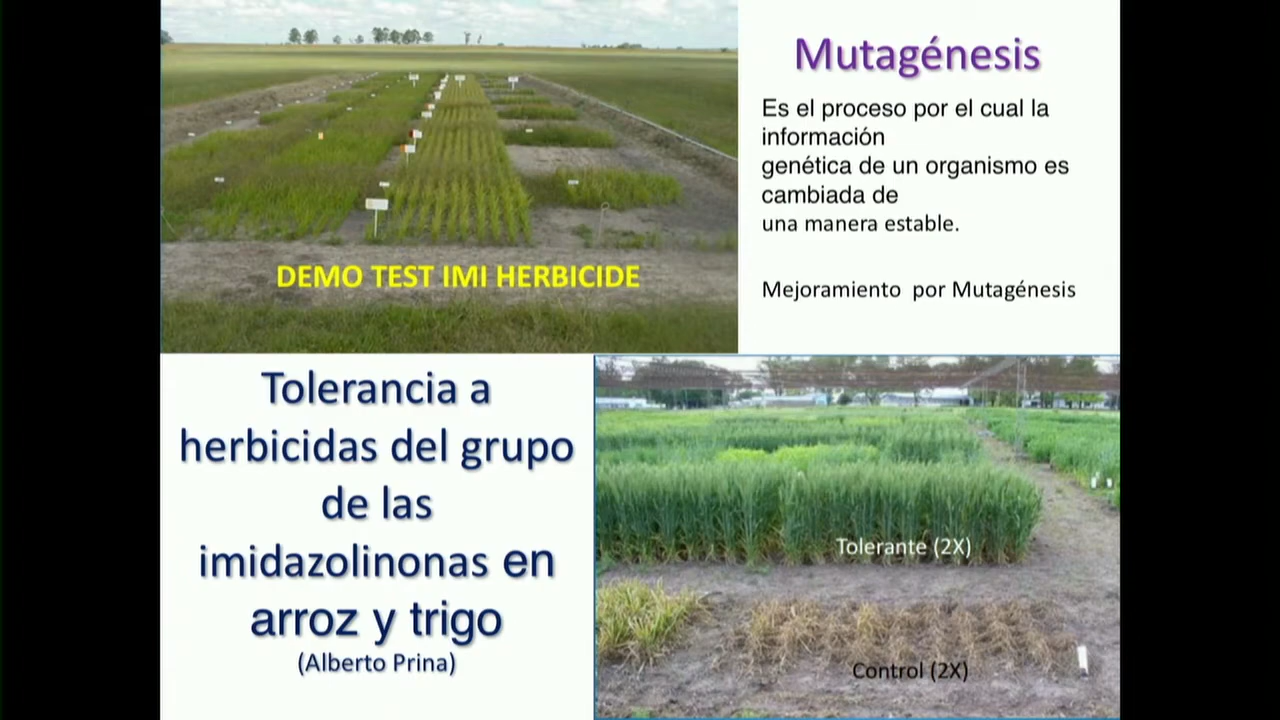 Mutagénesis
Es el proceso por el cual la
información
genética de un organismo es
cambiada de
una manera estable.
Mejoramiento por Mutagénesis
DEMO TEST IMI HERBICIDE
Tolerancia a
herbicidas del grupo
de las
imidazolinonas en
arroz y trigo
(Alberto Prina)
Tolerante (2X)
Control (2X)